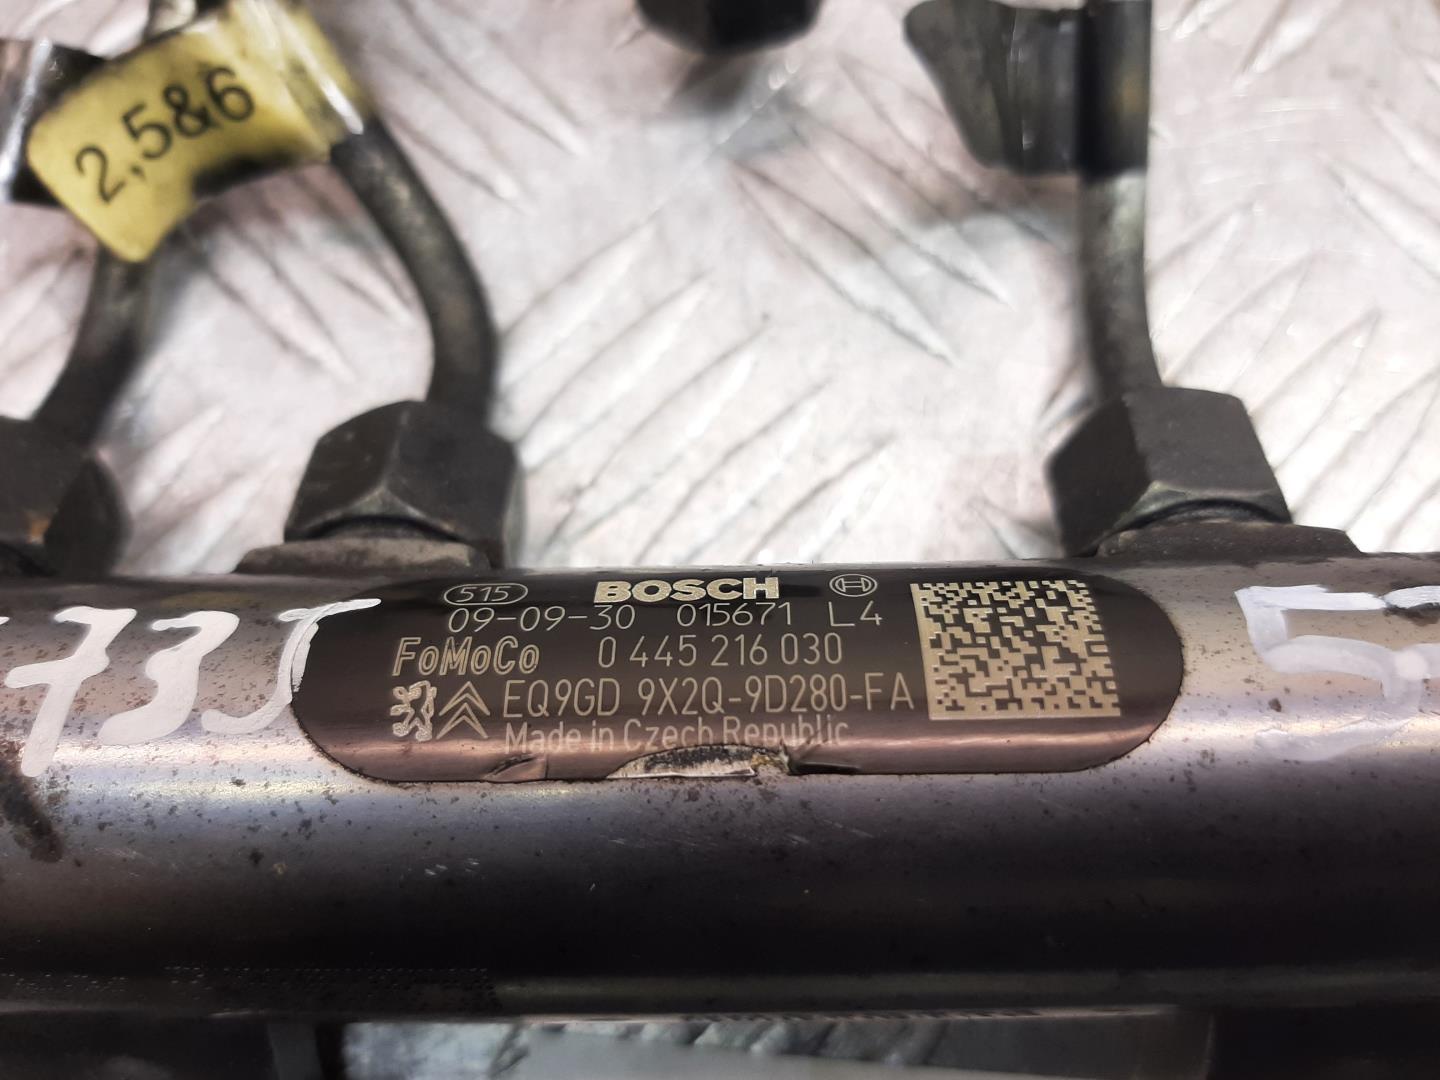 2,5&6
515 BOSCH
09-09-30 015671 L4
FoMoCo 0 445 216 030
EQ9GD 9X2Q-9D280-FA
Made in Czech Republic